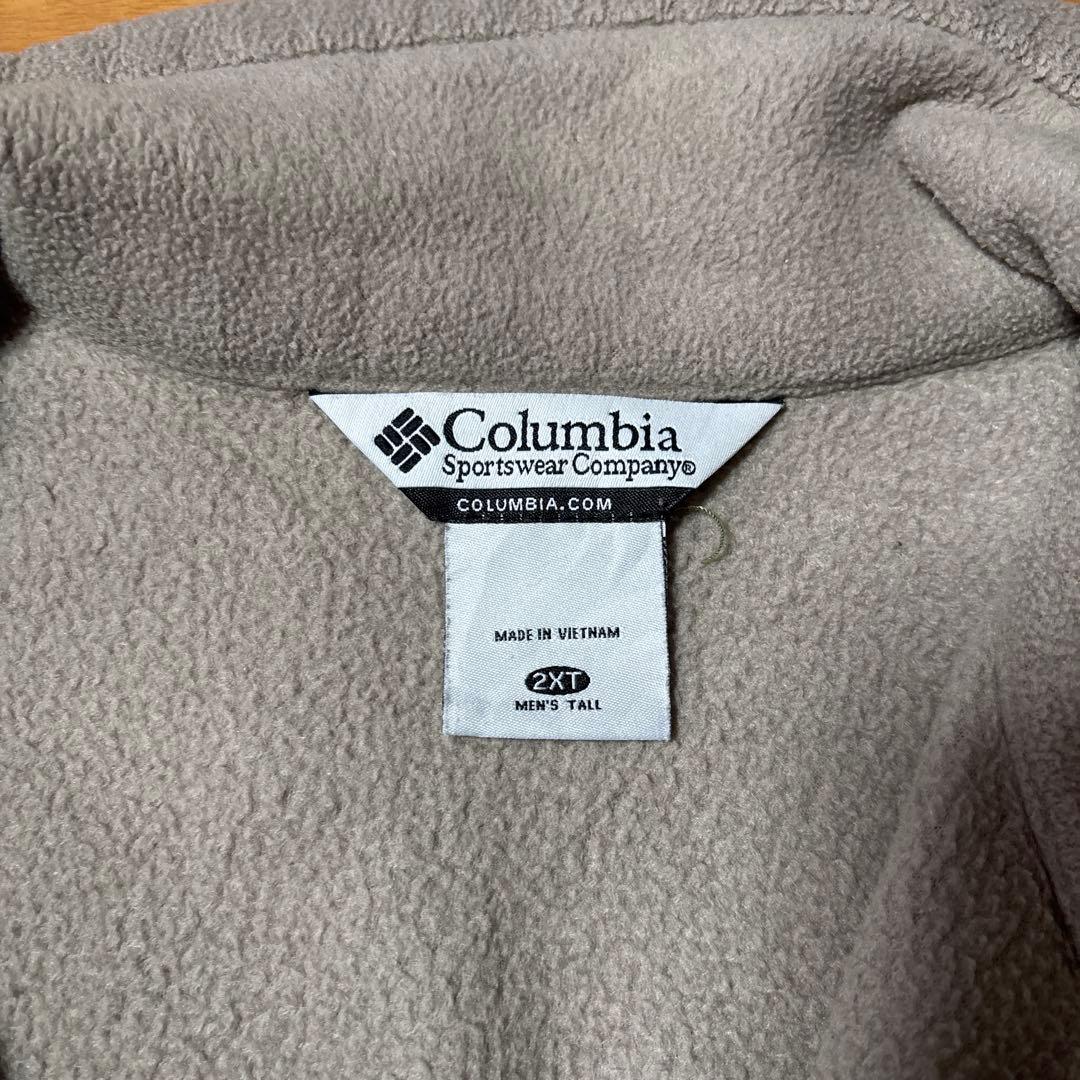 Columbia
Sportswear Company®
COLUMBIA.COM
MADE IN VIETNAM
2XT
MEN'S TALL